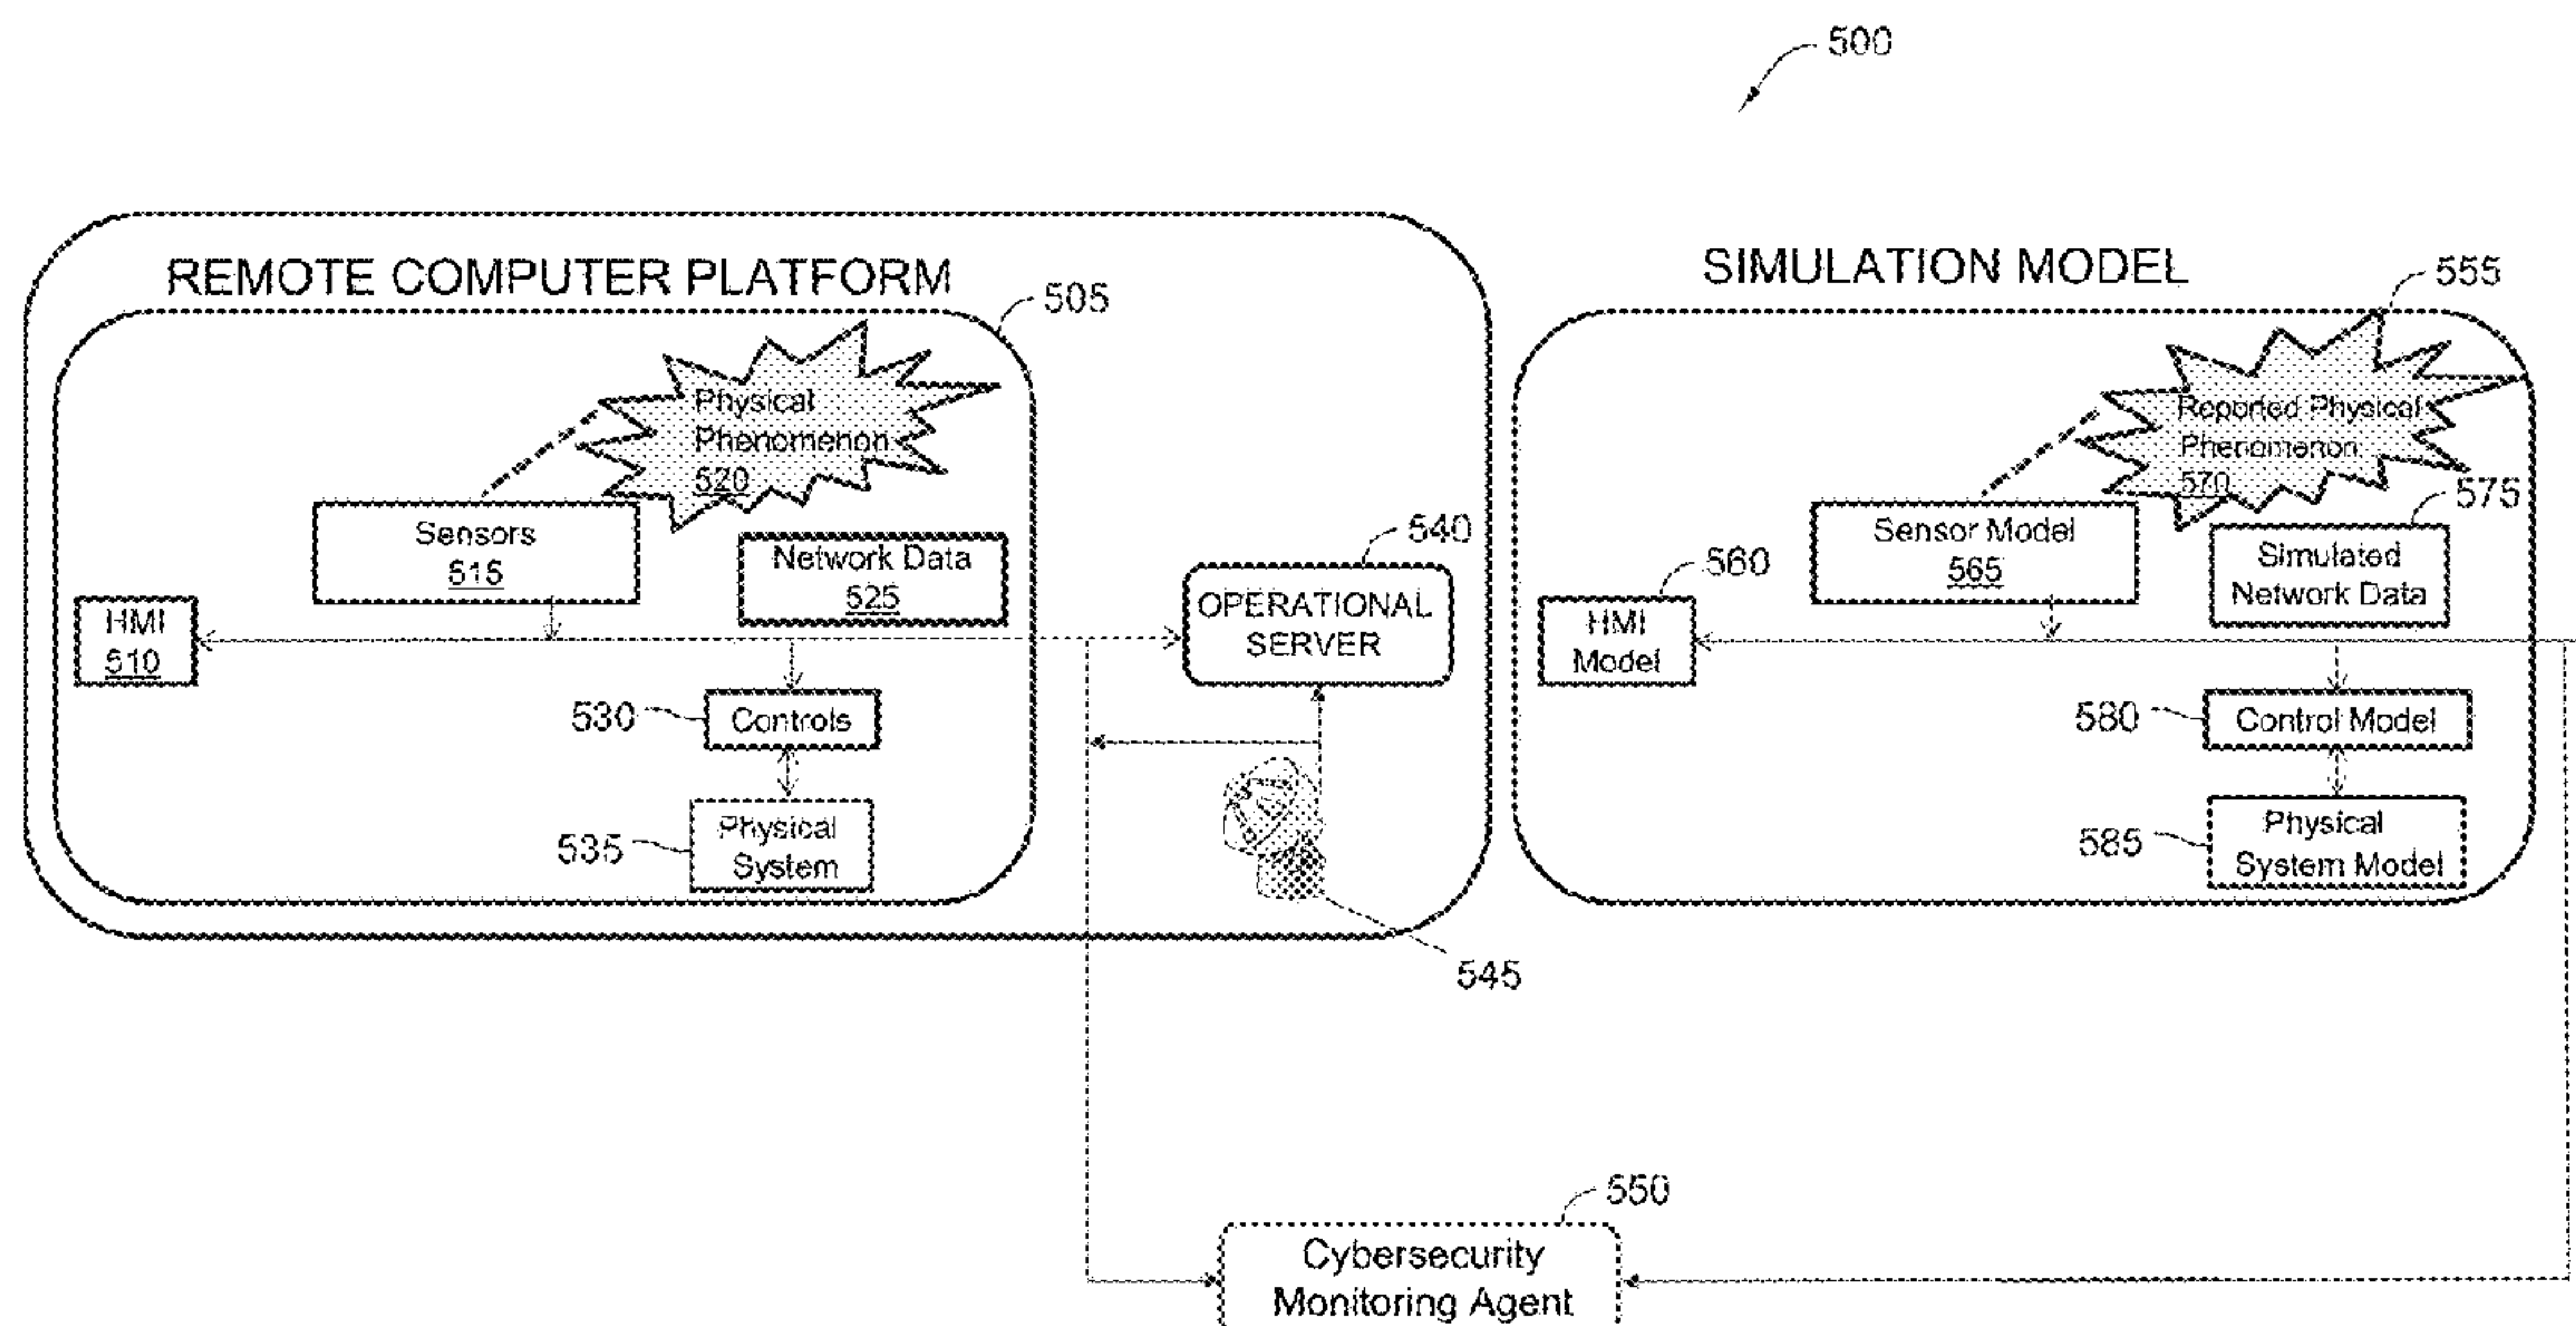 500
REMOTE COMPUTER PLATFORM
505
Physical
Phenomenon
520
Sensors
515
Network Data
525
HMI
510
530
Controls
535
Physical
System
540
OPERATIONAL
SERVER
545
SIMULATION MODEL
555
Reported Physical
Phenomenon
570
575
Sensor Model
565
Simulated
Network Data
560
HMI
Model
580
Control Model
585
Physical
System Model
550
Cybersecurity
Monitoring Agent